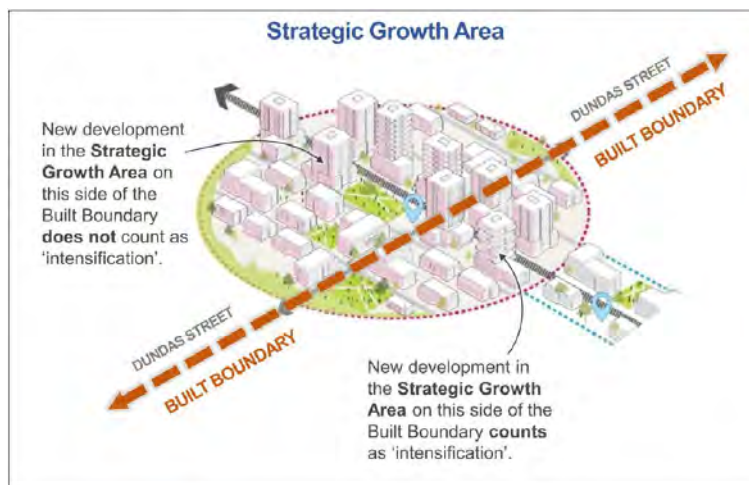 Strategic Growth Area
DUNDAS STREET
BUILT BOUNDARY
New development
in the Strategic
Growth Area on
this side of the
Built Boundary
does not count as
‘intensification’.
DUNDAS STREET
BUILT BOUNDARY
New development in
the Strategic Growth
Area on this side of the
Built Boundary counts
as ‘intensification’.